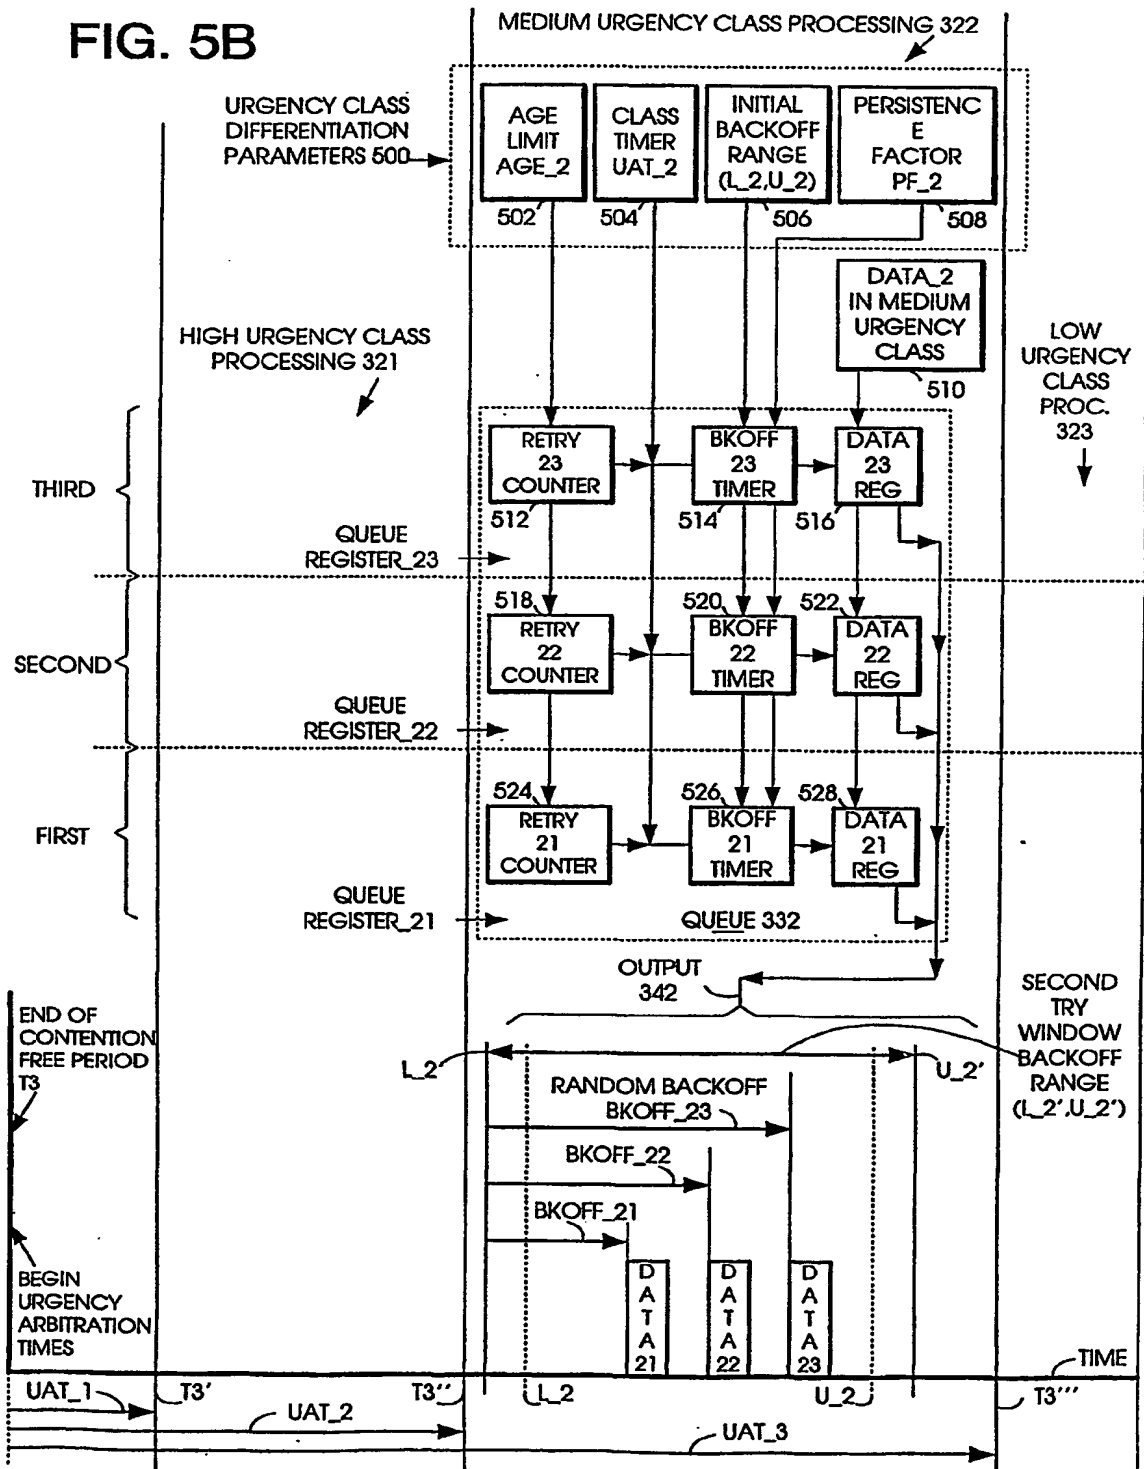 FIG. 5B
MEDIUM URGENCY CLASS PROCESSING 322
URGENCY CLASS
DIFFERENTIATION
PARAMETERS 500
AGE
LIMIT
AGE_2
502
CLASS
TIMER
UAT_2
504
INITIAL
BACKOFF
RANGE
(L_2,U_2)
506
PERSISTENC
E
FACTOR
PF_2
508
DATA_2
IN MEDIUM
URGENCY
CLASS
510
HIGH URGENCY CLASS
PROCESSING 321
LOW
URGENCY
CLASS
PROC.
323
THIRD
RETRY
23
COUNTER
512
BKOFF
23
TIMER
514
DATA
23
REG
516
QUEUE
REGISTER_23
SECOND
518
RETRY
22
COUNTER
520
BKOFF
22
TIMER
522
DATA
22
REG
QUEUE
REGISTER_22
FIRST
524
RETRY
21
COUNTER
526
BKOFF
21
TIMER
528
DATA
21
REG
QUEUE
REGISTER_21
QUEUE 332
OUTPUT
342
SECOND
TRY
WINDOW
BACKOFF
RANGE
(L_2',U_2')
END OF
CONTENTION
FREE PERIOD
T3
L_2'
U_2'
RANDOM BACKOFF
BKOFF_23
BKOFF_22
BKOFF_21
BEGIN
URGENCY
ARBITRATION
TIMES
DATA
21
DATA
22
DATA
23
TIME
UAT_1
T3'
T3''
L_2
U_2
T3'''
UAT_2
UAT_3